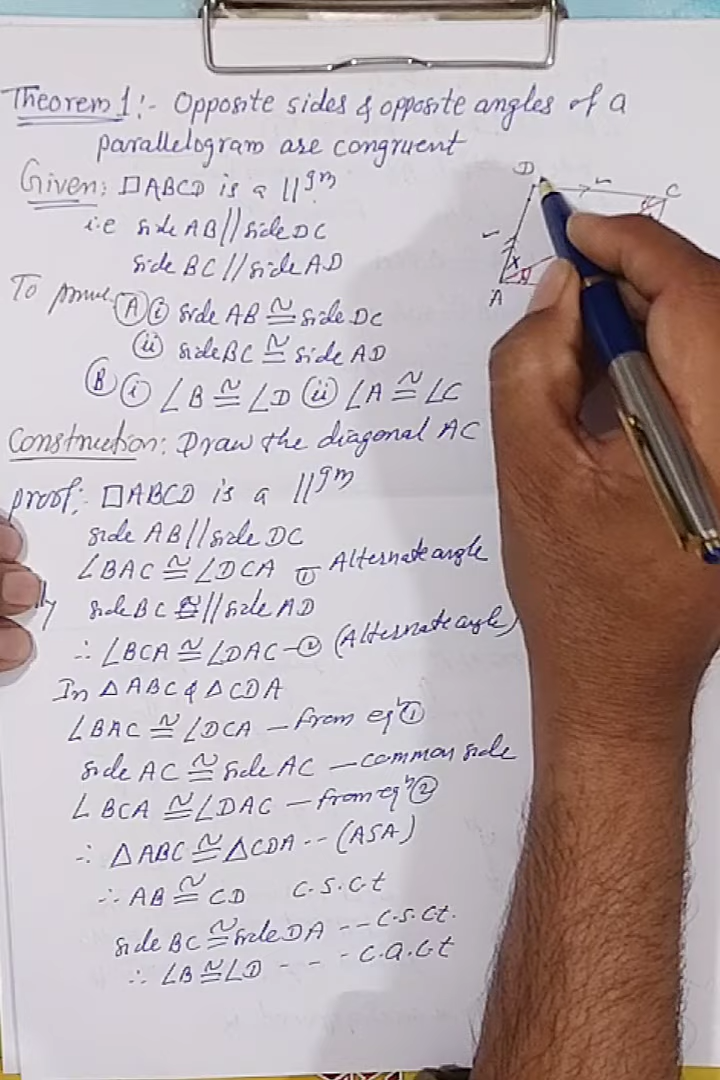 Theorem 1:- Opposite sides & opposite angles of a
parallelogram are congruent
Given: □ABCD is a ||gm
i.e side AB//side DC
side BC//side AD
To prove (A) (i) side AB ≅ side DC
(ii) side BC ≅ side AD
(B) (i) ∠B ≅ ∠D (ii) ∠A ≅ ∠C
Construction: Draw the diagonal AC
proof:- □ABCD is a ||gm
side AB//side DC
∠BAC ≅ ∠DCA — ① Alternate angle
lly side BC // side AD
∴ ∠BCA ≅ ∠DAC - ② (Alternate angle)
In △ABC & △CDA
∠BAC ≅ ∠DCA — from eqn ①
side AC ≅ side AC — common side
∠BCA ≅ ∠DAC — from eqn ②
∴ △ABC ≅ △CDA -- (ASA)
∴ AB ≅ CD C.S.C.t
side BC ≅ side DA -- C.S.Ct.
∴ ∠B ≅ ∠D - - - C.a.C.t
D
C
A
x